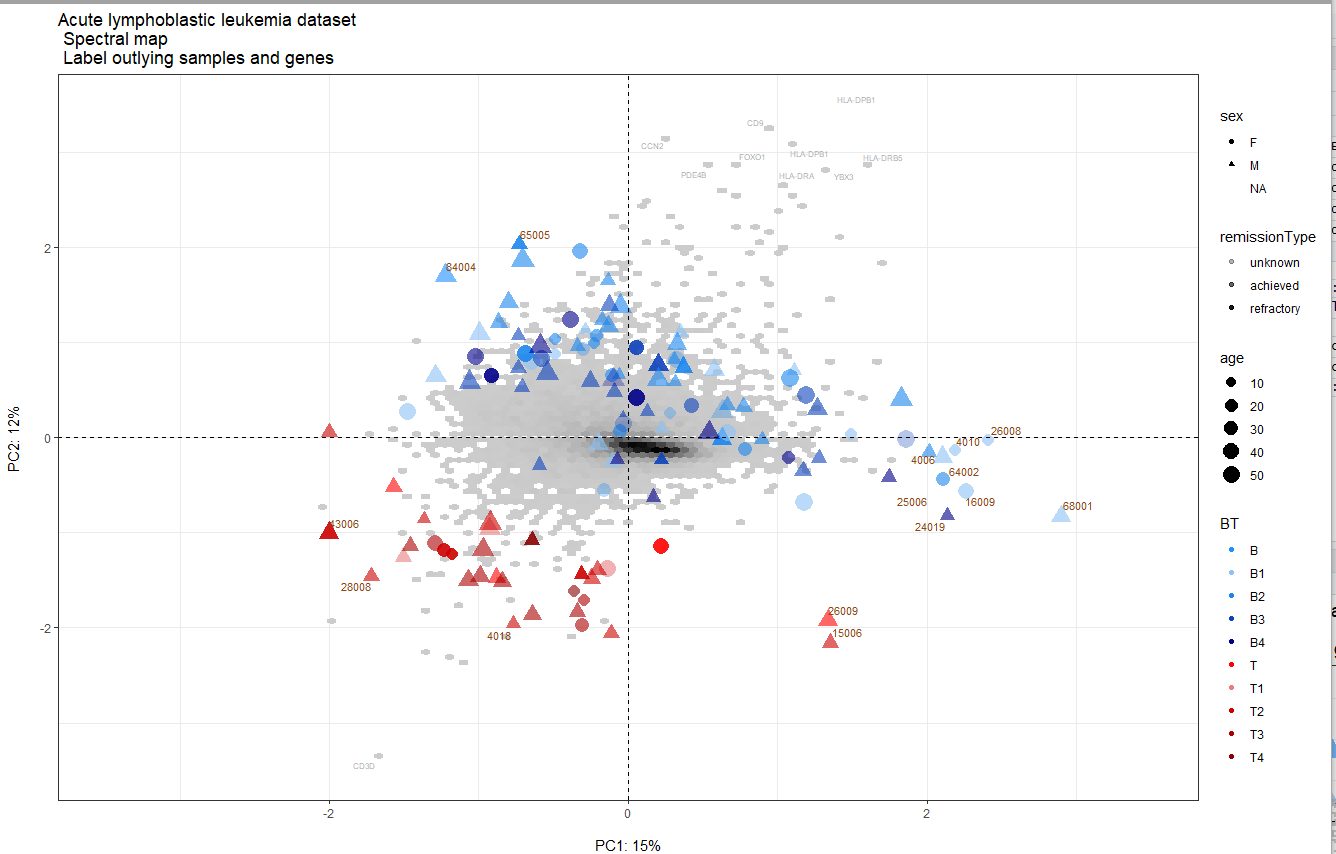 Acute lymphoblastic leukemia dataset
Spectral map
Label outlying samples and genes
HLA-DPB1
CD9
CCN2
FOXO1
HLA-DPB1
HLA-DRB5
PDE4B
HLA-DRA
YBX3
65005
84004
26008
4010
4006
64002
25006
16009
68001
24019
43006
28008
4018
26009
15006
CD3D
2
0
-2
-2
0
2
PC2: 12%
PC1: 15%
sex
F
M
NA
remissionType
unknown
achieved
refractory
age
10
20
30
40
50
BT
B
B1
B2
B3
B4
T
T1
T2
T3
T4